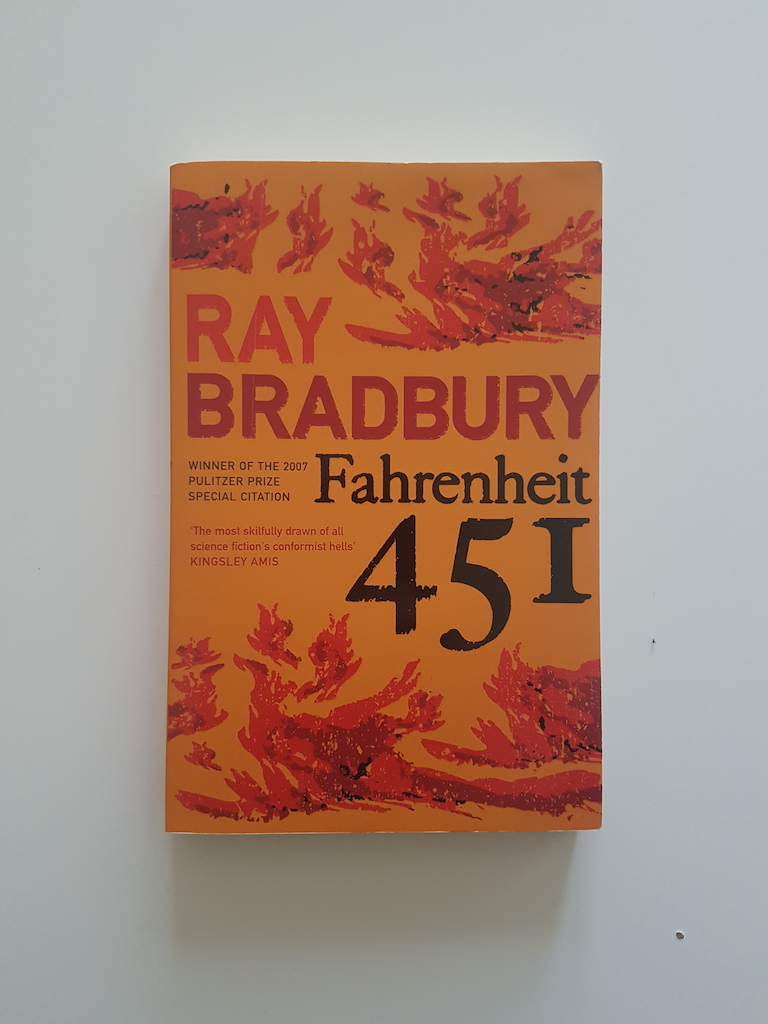 RAY
BRADBURY
WINNER OF THE 2007
PULITZER PRIZE
SPECIAL CITATION
Fahrenheit
451
'The most skilfully drawn of all
science fiction's conformist hells'
KINGSLEY AMIS